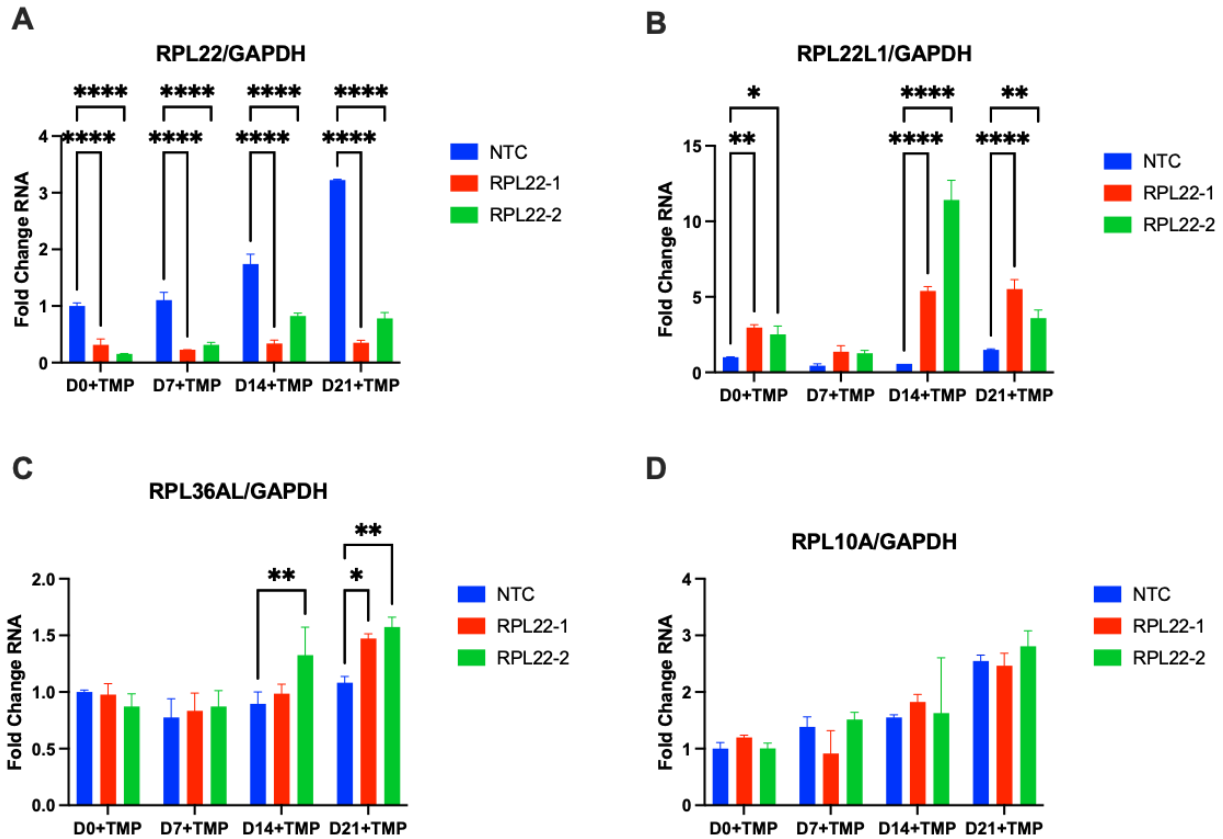 A
RPL22/GAPDH
**** **** **** ****
**** **** **** ****
Fold Change RNA
4
3
2
1
0
D0+TMP D7+TMP D14+TMP D21+TMP
NTC
RPL22-1
RPL22-2
B
RPL22L1/GAPDH
* **** **
** **** ****
Fold Change RNA
15
10
5
0
D0+TMP D7+TMP D14+TMP D21+TMP
NTC
RPL22-1
RPL22-2
C
RPL36AL/GAPDH
**
** *
Fold Change RNA
2.0
1.5
1.0
0.5
0.0
D0+TMP D7+TMP D14+TMP D21+TMP
NTC
RPL22-1
RPL22-2
D
RPL10A/GAPDH
Fold Change RNA
4
3
2
1
0
D0+TMP D7+TMP D14+TMP D21+TMP
NTC
RPL22-1
RPL22-2